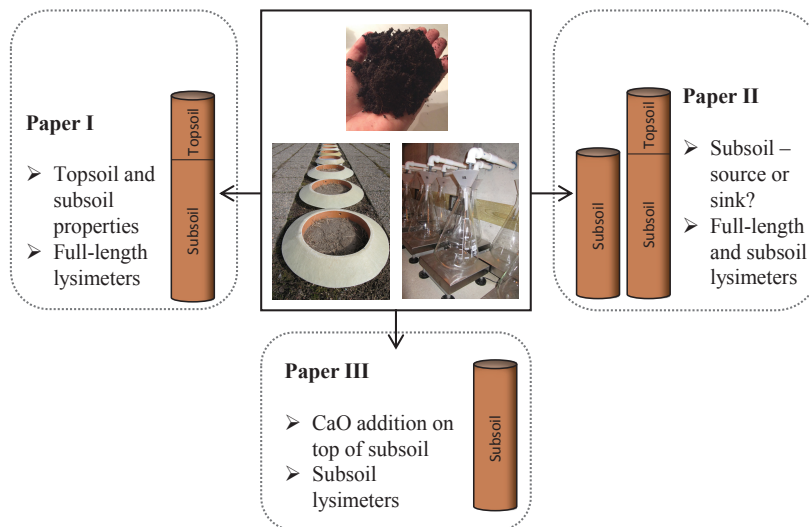 Paper I
➢ Topsoil and
subsoil
properties
➢ Full-length
lysimeters
Topsoil
Subsoil
Paper II
➢ Subsoil –
source or
sink?
➢ Full-length
and subsoil
lysimeters
Subsoil
Topsoil
Subsoil
Paper III
➢ CaO addition on
top of subsoil
➢ Subsoil
lysimeters
Subsoil